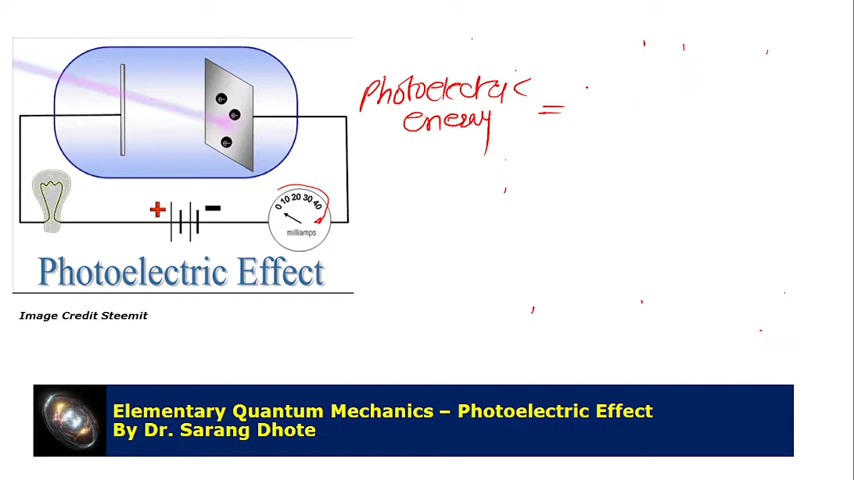 Photoelectric
energy =
e- e- e-
+ -
0 10 20 30 40
milliamps
Photoelectric Effect
Image Credit Steemit
Elementary Quantum Mechanics – Photoelectric Effect
By Dr. Sarang Dhote